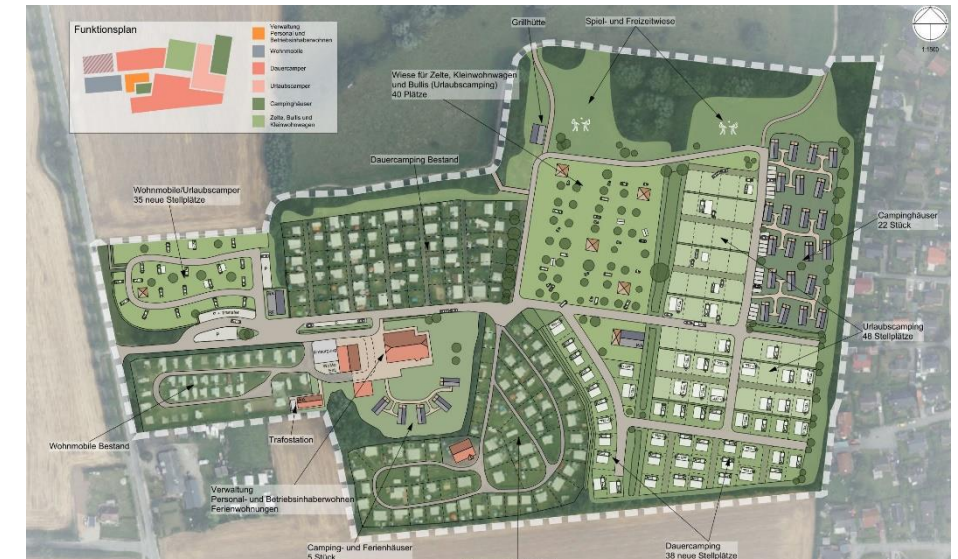 Funktionsplan
Verwaltung
Personal und
Betriebsinhaberwohnen
Wohnmobile
Dauercamper
Urlaubscamper
Campinghäuser
Zelte, Bullis und
Kleinwohnwagen
Grillhütte
Spiel- und Freizeitwiese
1:1500
Wiese für Zelte, Kleinwohnwagen
und Bullis (Urlaubscamping)
40 Plätze
Dauercamping Bestand
Wohnmobile/Urlaubscamper
35 neue Stellplätze
Campinghäuser
22 Stück
Urlaubscamping
48 Stellplätze
Wohnmobile Bestand
Trafostation
Verwaltung
Personal- und Betriebsinhaberwohnen
Ferienwohnungen
Camping- und Ferienhäuser
5 Stück
Dauercamping
38 neue Stellplätze